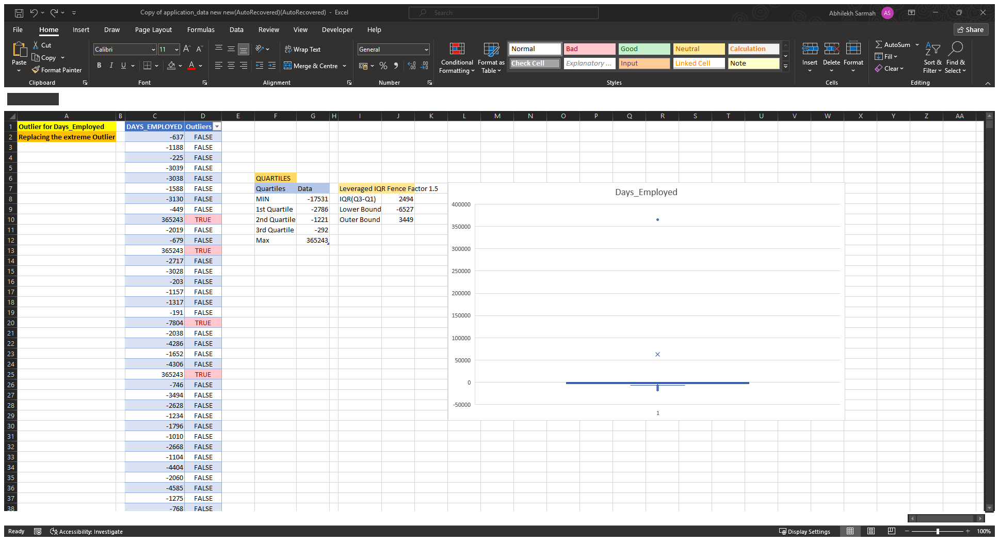 Copy of application_data new new(AutoRecovered)(AutoRecovered) - Excel
Search
Abhilekh Sarmah AS
File Home Insert Draw Page Layout Formulas Data Review View Developer Help Share
Paste
Cut
Copy
Format Painter
Clipboard
Calibri 11
B I U
Font
Wrap Text
Merge & Centre
Alignment
General
Number
Conditional Formatting
Format as Table
Normal Bad Good Neutral Calculation
Check Cell Explanatory ... Input Linked Cell Note
Styles
Insert Delete Format
Cells
AutoSum
Fill
Clear
Sort & Filter
Find & Select
Editing
A B C D E F G H I J K L M N O P Q R S T U V W X Y Z AA
1 Outlier for Days_Employed DAYS_EMPLOYED Outliers
2 Replacing the extreme Outlier -637 FALSE
3 -1188 FALSE
4 -225 FALSE
5 -3039 FALSE
6 -3038 FALSE QUARTILES
7 -1588 FALSE Quartiles Data Leveraged IQR Fence Factor 1.5
8 -3130 FALSE MIN -17531 IQR(Q3-Q1) 2494
9 -449 FALSE 1st Quartile -2786 Lower Bound -6527
10 365243 TRUE 2nd Quartile -1221 Outer Bound 3449
11 -2019 FALSE 3rd Quartile -292
12 -679 FALSE Max 365243
13 365243 TRUE
14 -2717 FALSE
15 -3028 FALSE
16 -203 FALSE
17 -1157 FALSE
18 -1317 FALSE
19 -191 FALSE
20 -7804 TRUE
21 -2038 FALSE
22 -4286 FALSE
23 -1652 FALSE
24 -4306 FALSE
25 365243 TRUE
26 -746 FALSE
27 -3494 FALSE
28 -2628 FALSE
29 -1234 FALSE
30 -1796 FALSE
31 -1010 FALSE
32 -2668 FALSE
33 -1104 FALSE
34 -4404 FALSE
35 -2060 FALSE
36 -4585 FALSE
37 -1275 FALSE
38 -768 FALSE
Days_Employed
400000
350000
300000
250000
200000
150000
100000
50000
0
-50000
1
Ready Accessibility: Investigate Display Settings 100%